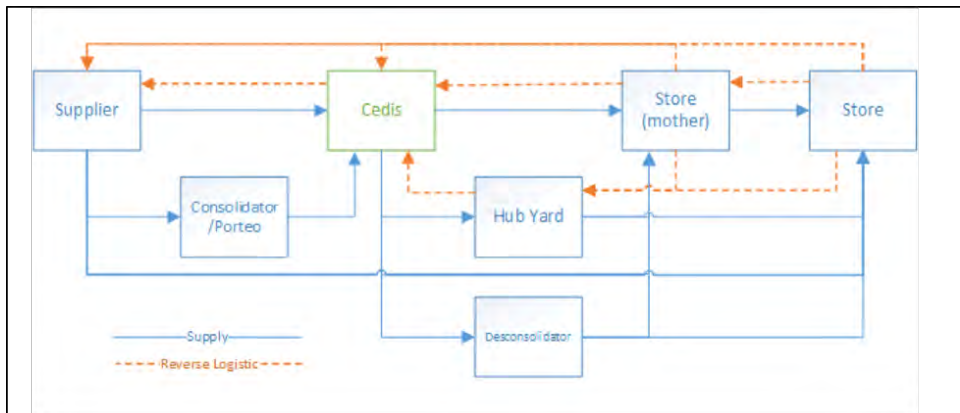 Supplier
Cedis
Store
(mother)
Store
Consolidator
/Porteo
Hub Yard
Desconsolidator
Supply
Reverse Logistic